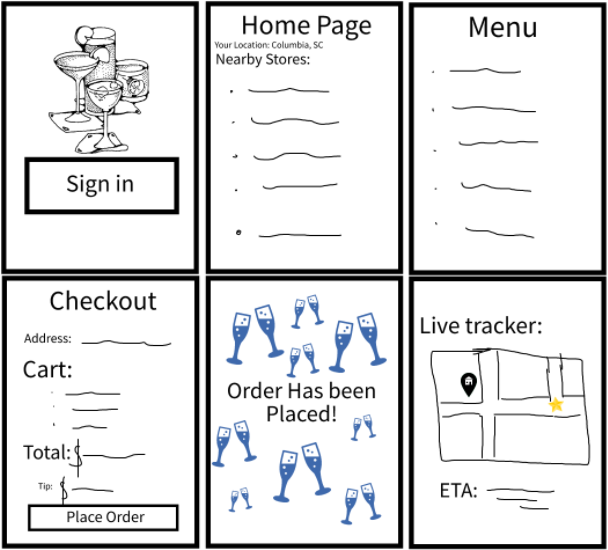 Sign in
Home Page
Your Location: Columbia, SC
Nearby Stores:
Menu
Checkout
Address:
Cart:
Total: $
Tip: $
Place Order
Order Has been
Placed!
Live tracker:
ETA: